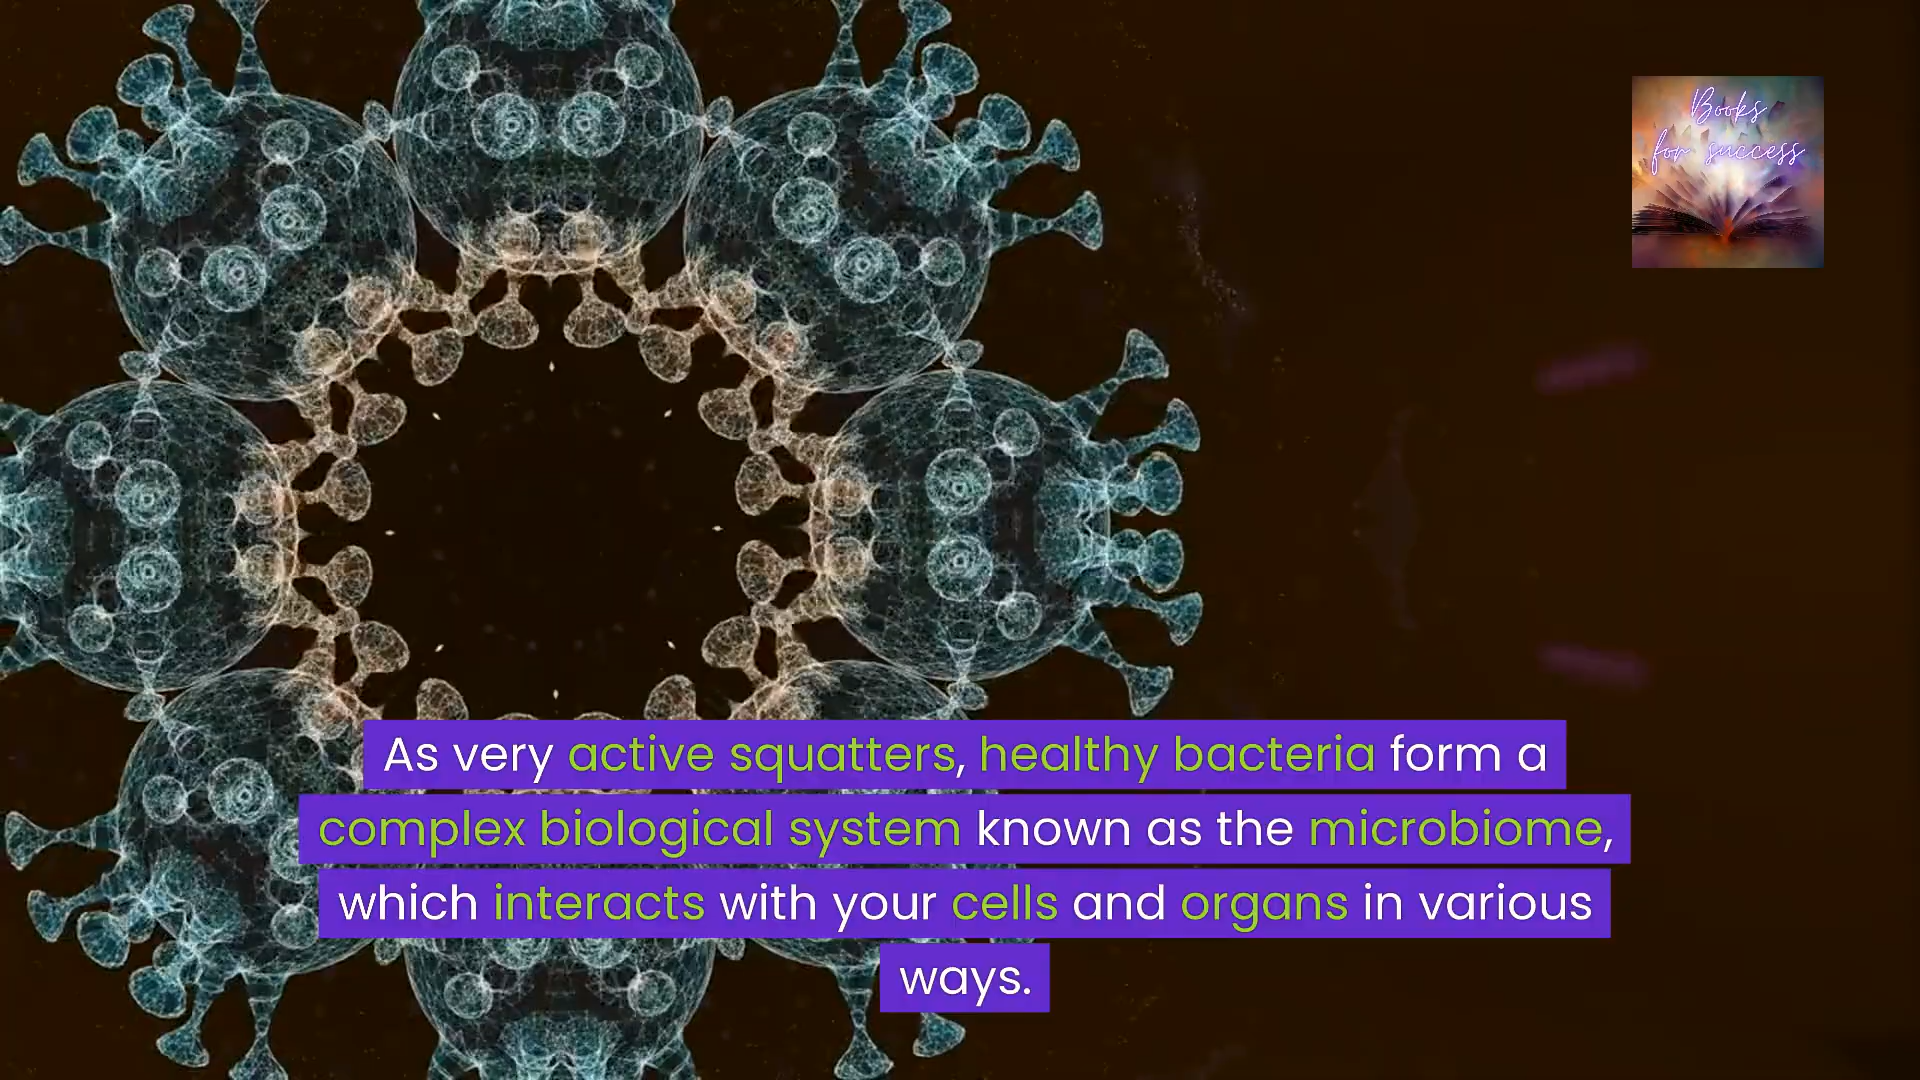 Books
for success
As very active squatters, healthy bacteria form a
complex biological system known as the microbiome,
which interacts with your cells and organs in various
ways.